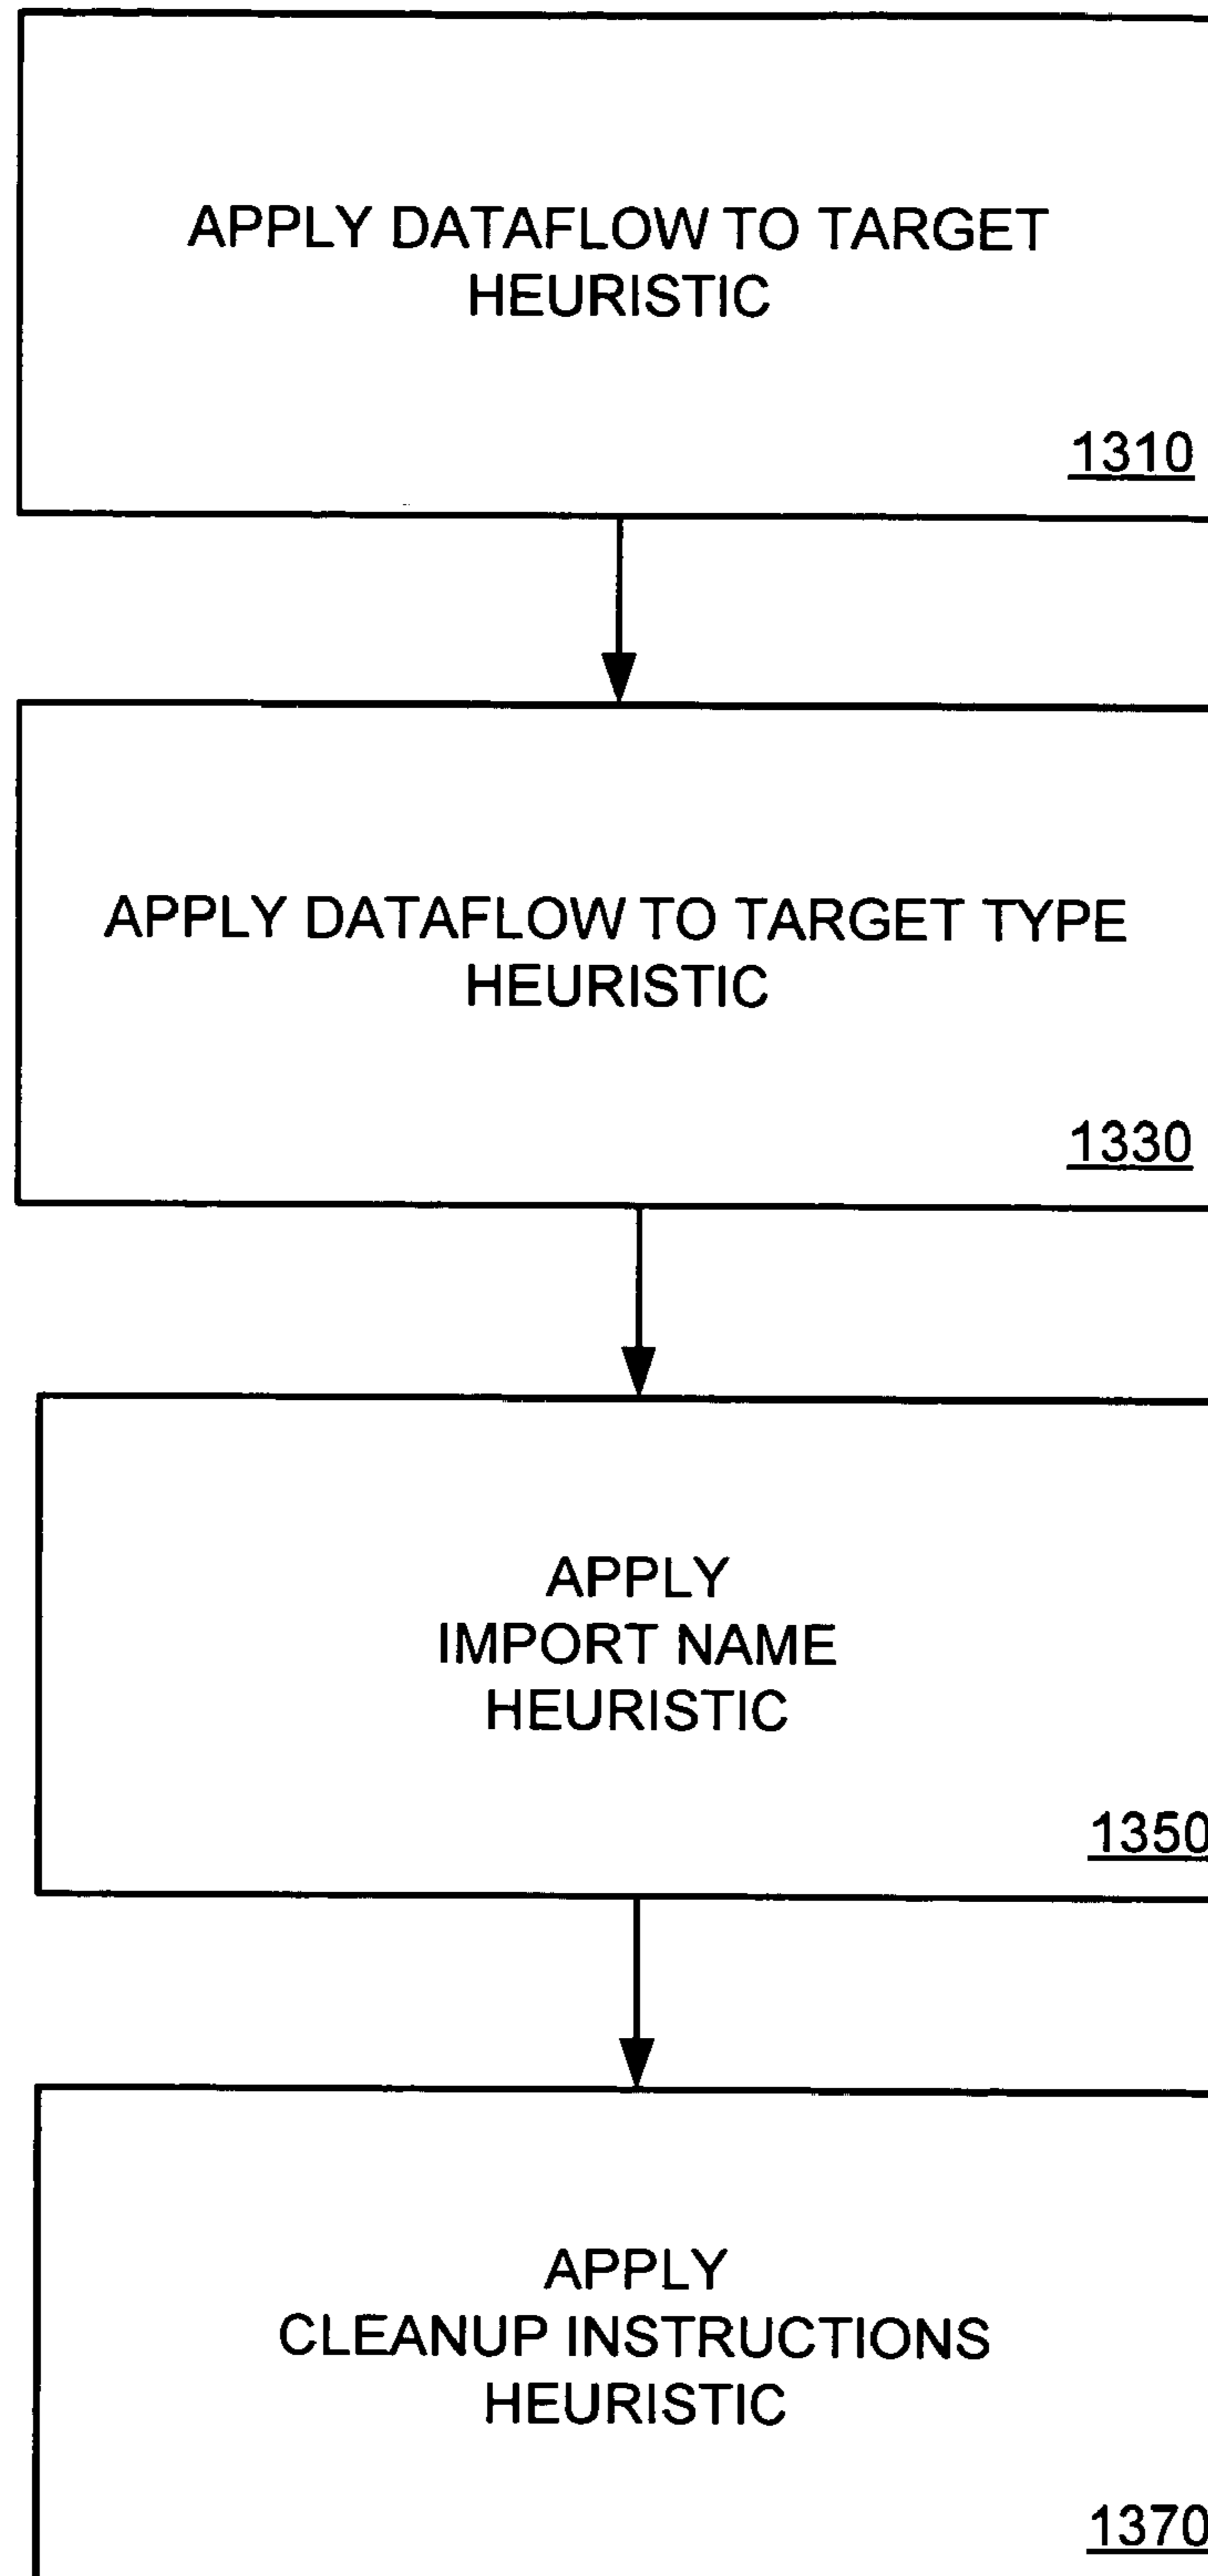 APPLY DATAFLOW TO TARGET
HEURISTIC
1310
APPLY DATAFLOW TO TARGET TYPE
HEURISTIC
1330
APPLY
IMPORT NAME
HEURISTIC
1350
APPLY
CLEANUP INSTRUCTIONS
HEURISTIC
1370